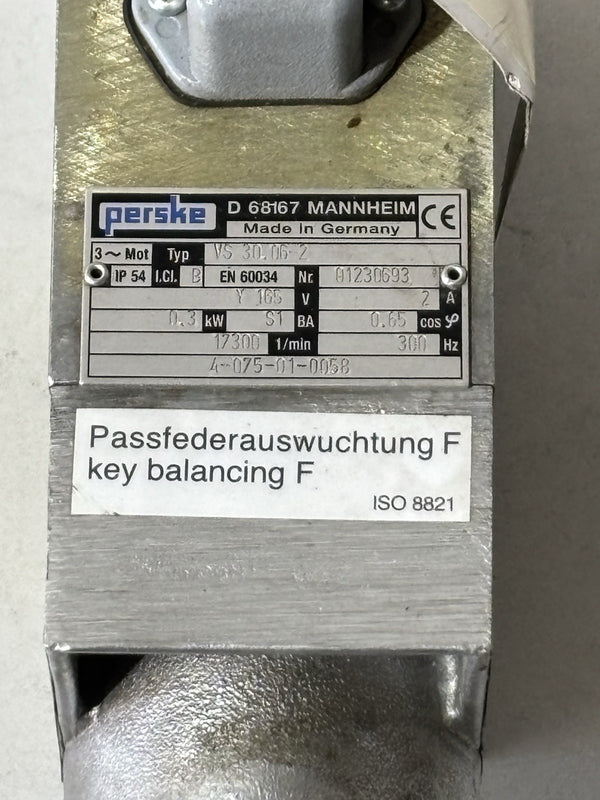 perske D 68167 MANNHEIM CE
Made in Germany
3~ Mot Typ VS 30.06-2
IP 54 I.Cl. B EN 60034 Nr. 01230693
Y 165 V 2 A
0.3 kW S1 BA 0.65 cos φ
17300 1/min 300 Hz
4-075-01-0058
Passfederauswuchtung F
key balancing F
ISO 8821